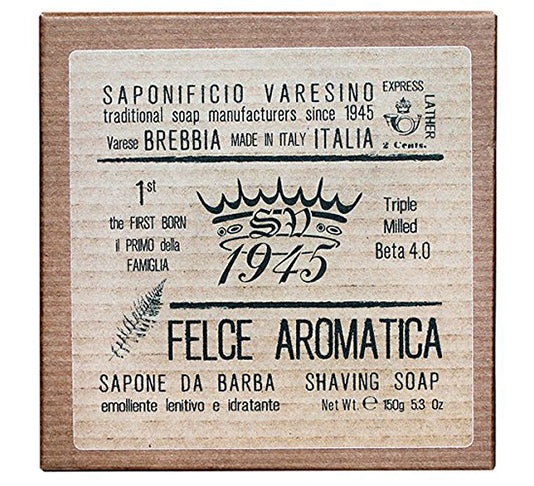 SAPONIFICIO VARESINO
traditional soap manufacturers since 1945
Varese BREBBIA MADE IN ITALY ITALIA
EXPRESS
LATHER
2 Cents.
1st
the FIRST BORN
il PRIMO della
FAMIGLIA
S.V
1945
Triple
Milled
Beta 4.0
FELCE AROMATICA
SAPONE DA BARBA SHAVING SOAP
emolliente lenitivo e idratante Net Wt. ℮ 150g 5.3 Oz